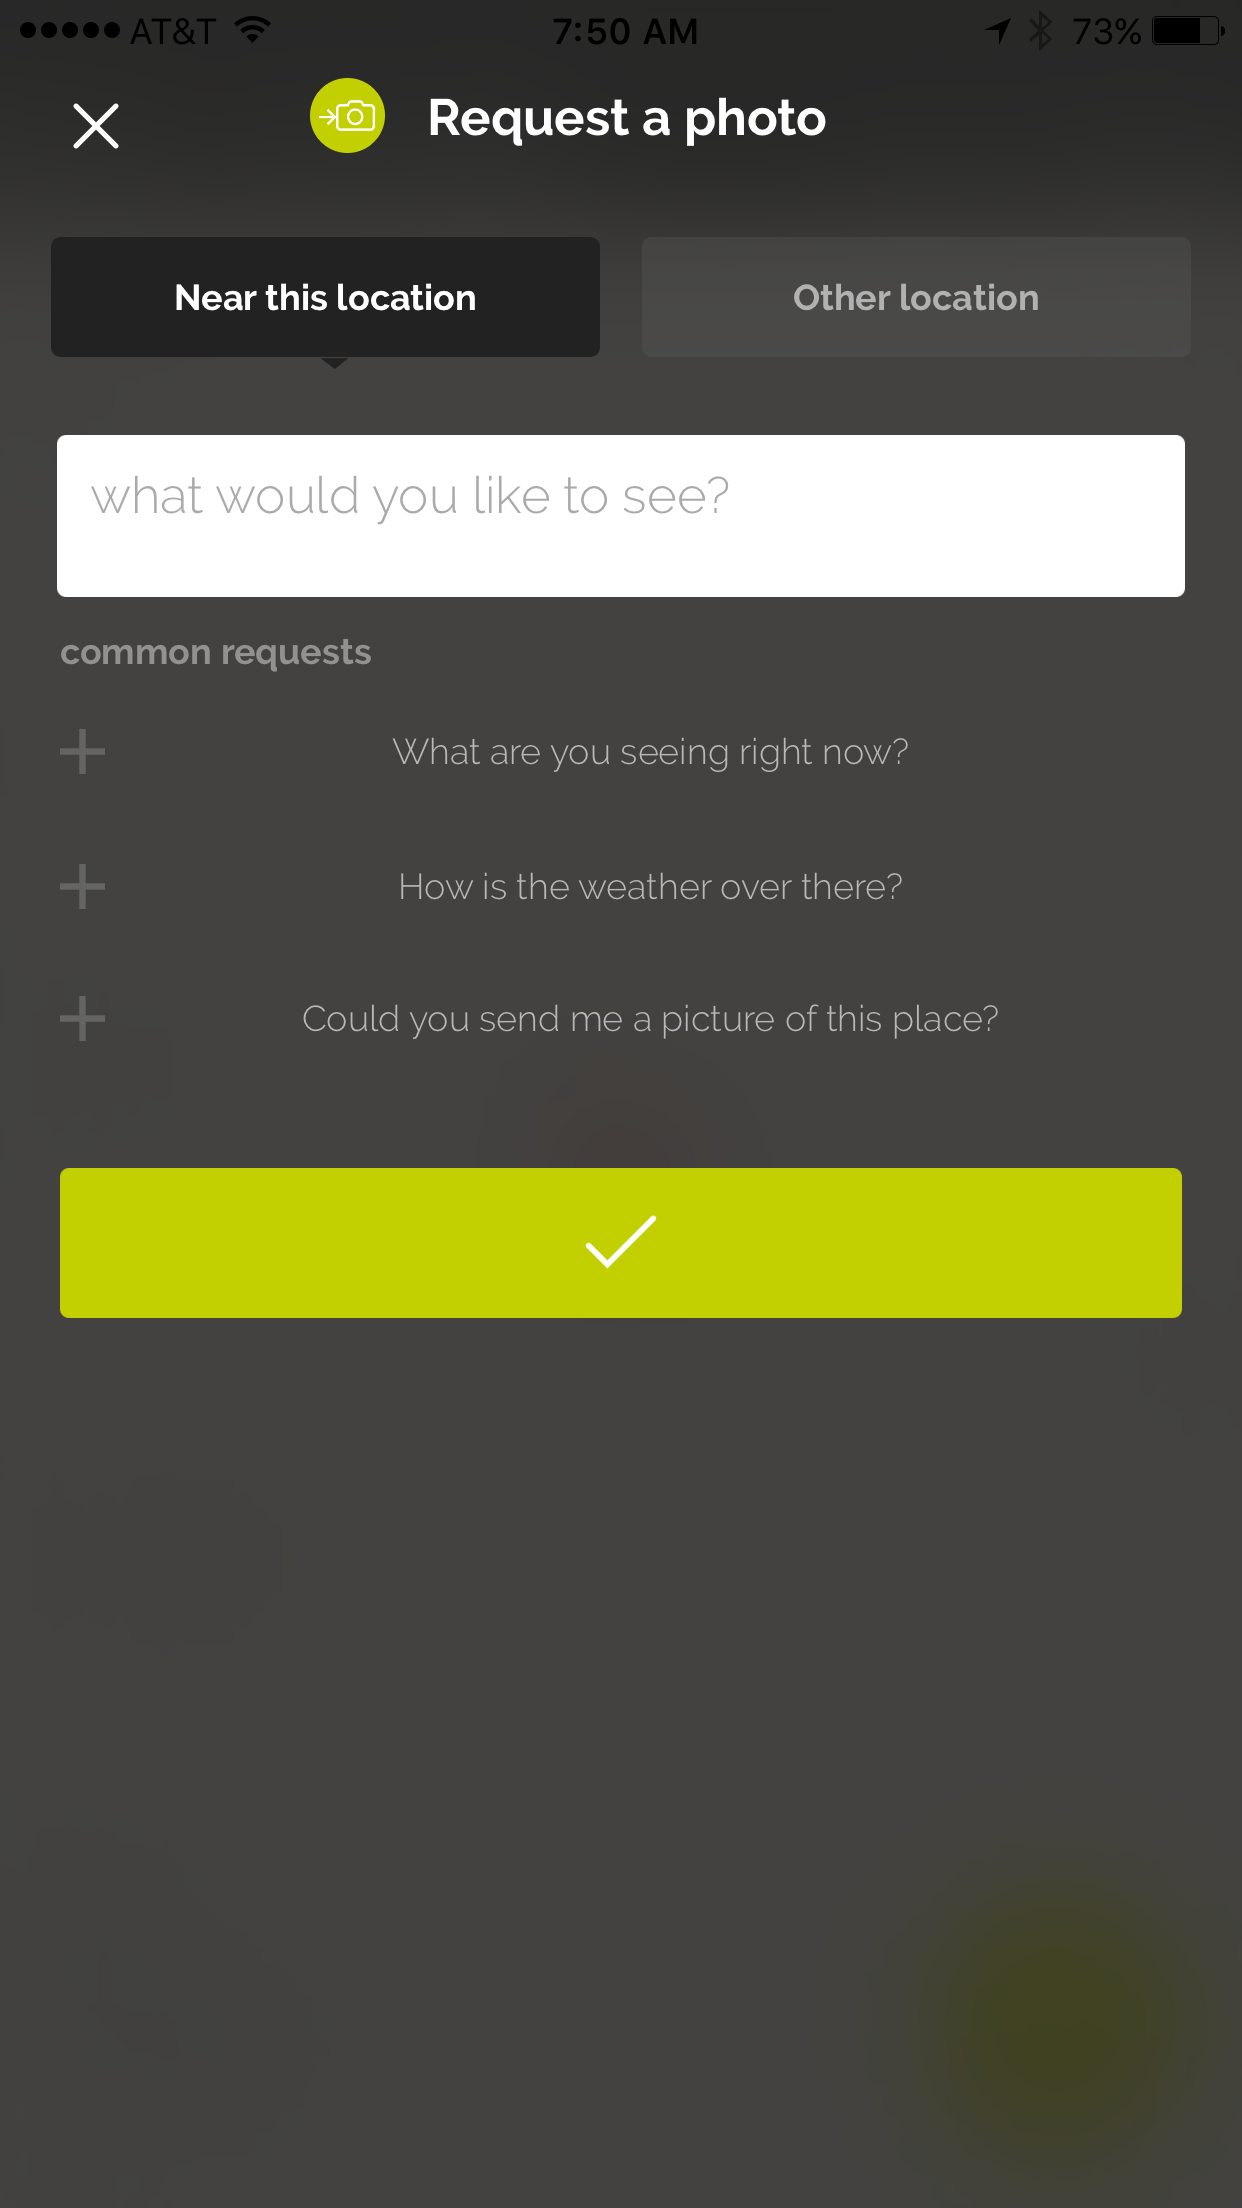 AT&T 7:50 AM 73%
Request a photo
Near this location Other location
what would you like to see?
common requests
What are you seeing right now?
How is the weather over there?
Could you send me a picture of this place?